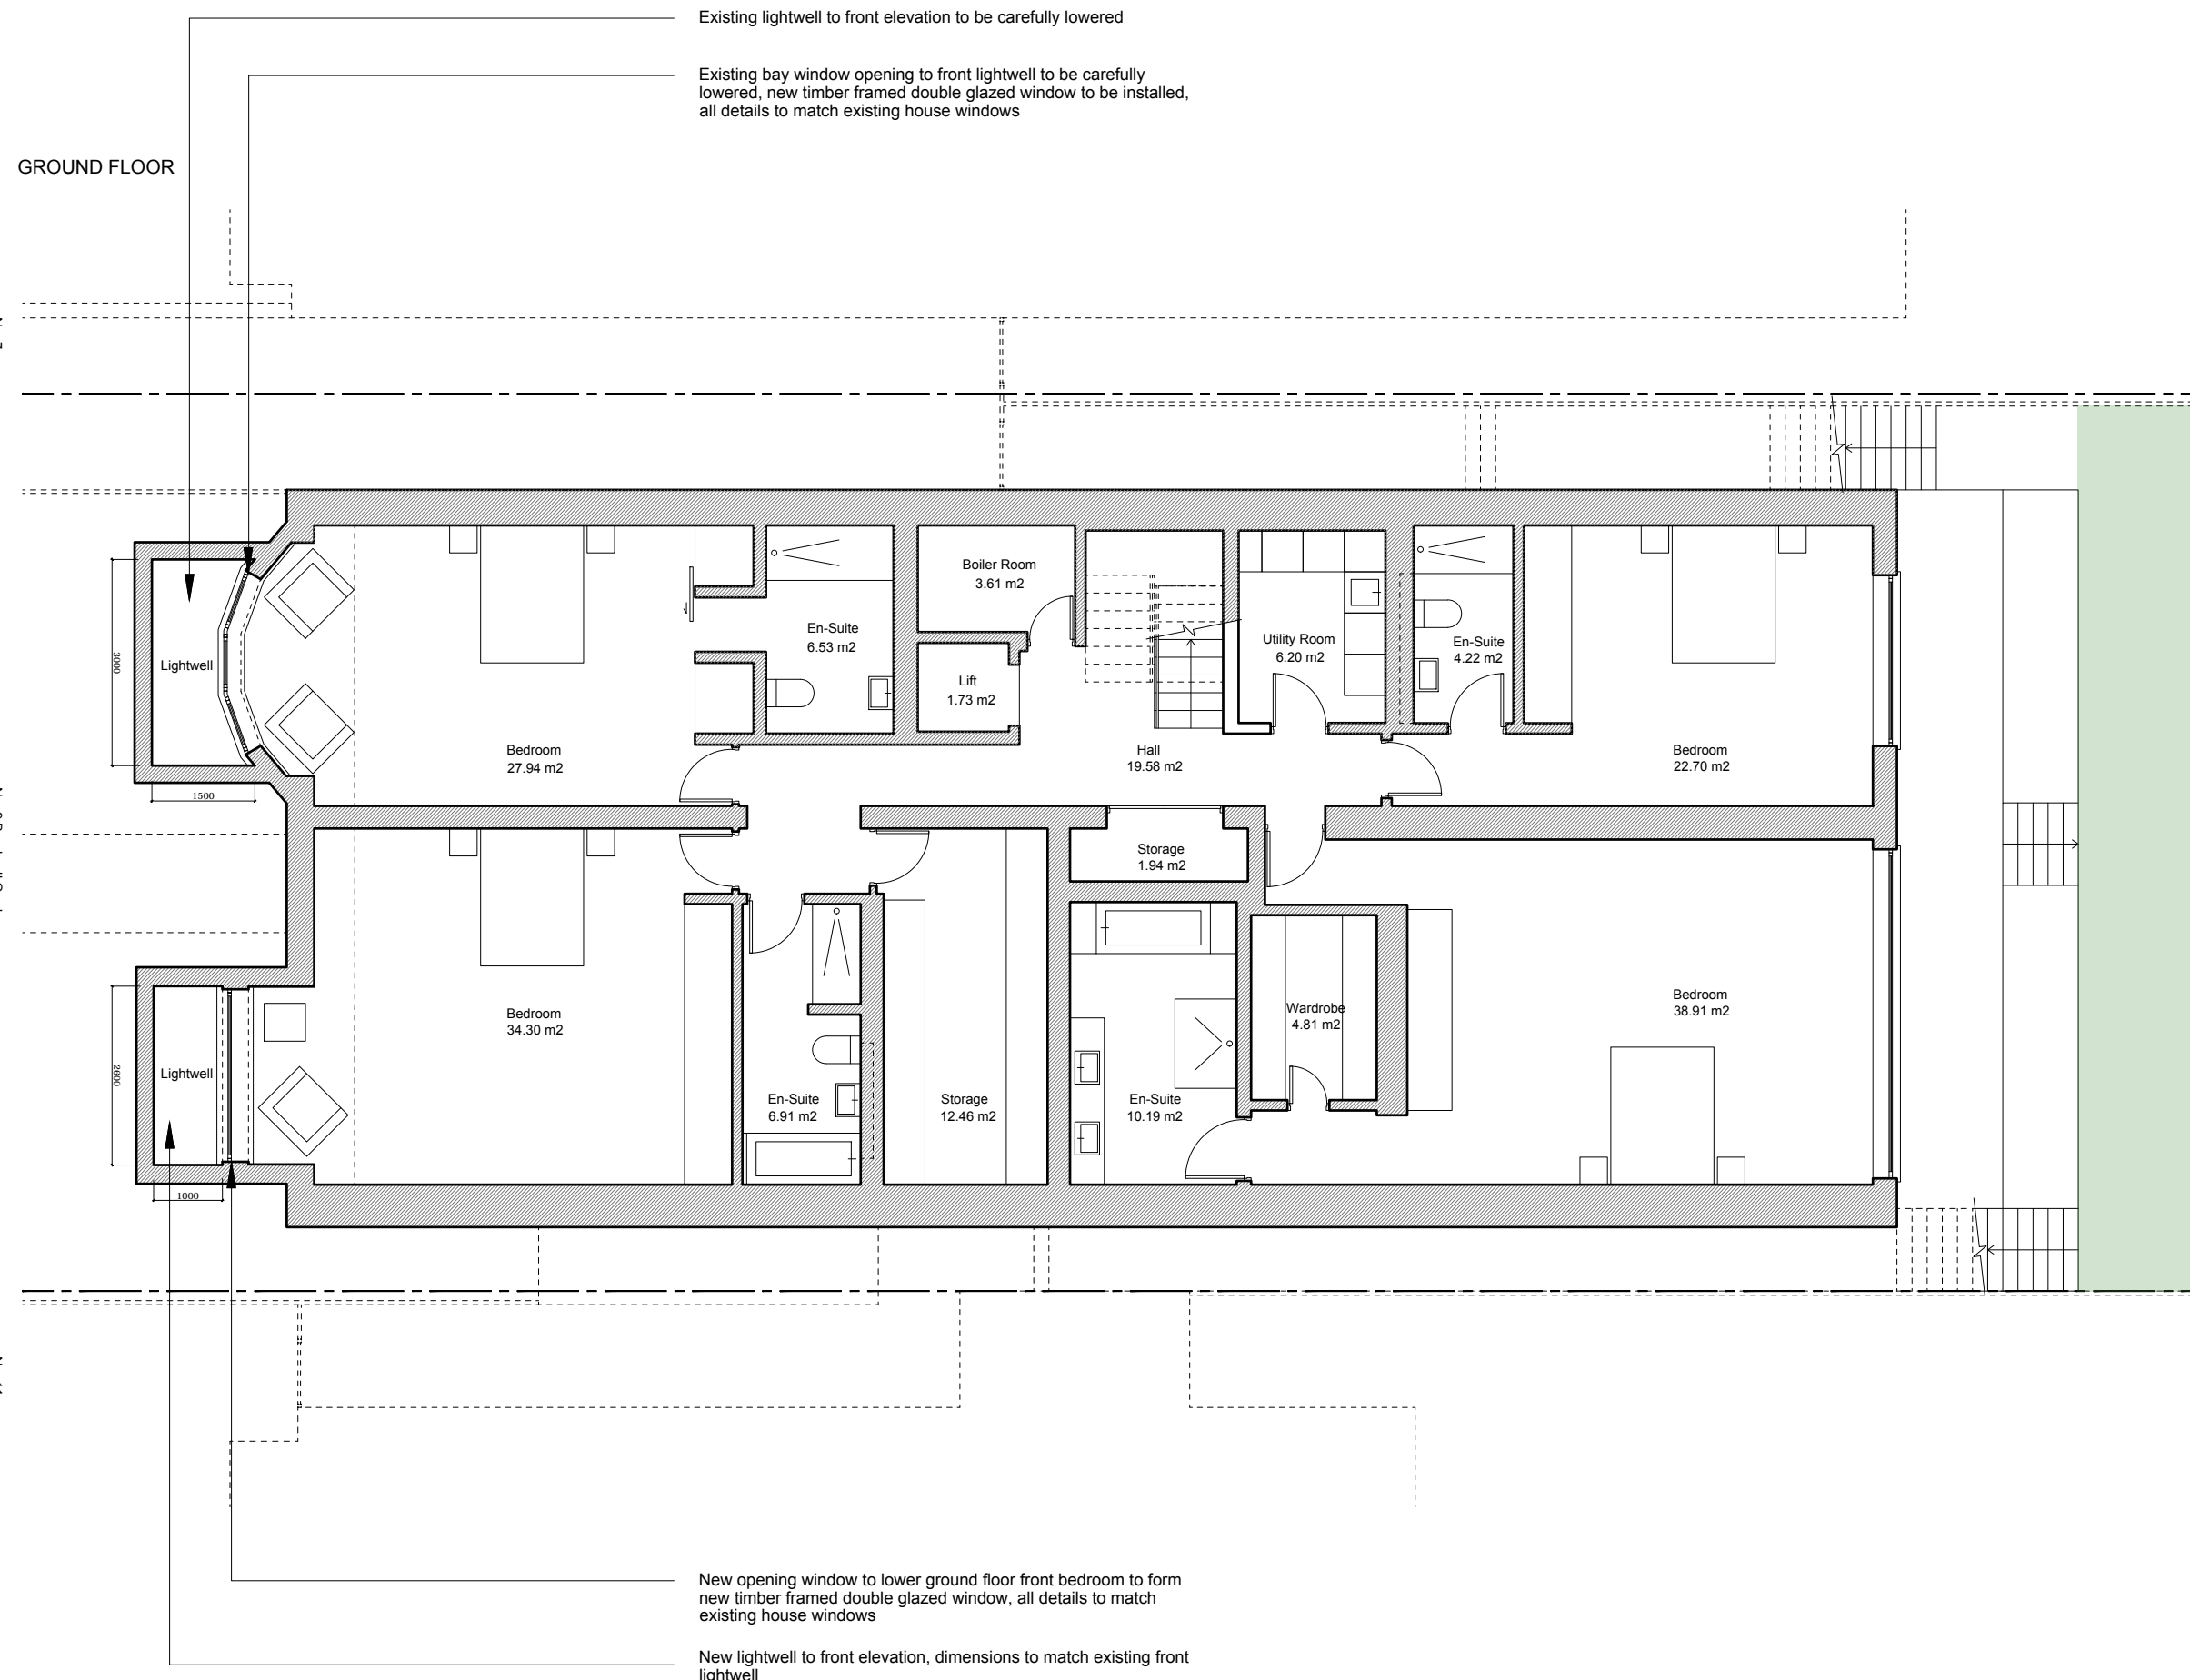 Existing lightwell to front elevation to be carefully lowered
Existing bay window opening to front lightwell to be carefully
lowered, new timber framed double glazed window to be installed,
all details to match existing house windows
GROUND FLOOR
Boiler Room
3.61 m2
En-Suite
6.53 m2
Utility Room
6.20 m2
En-Suite
4.22 m2
Lightwell
3000
Lift
1.73 m2
Bedroom
27.94 m2
Hall
19.58 m2
Bedroom
22.70 m2
1500
Storage
1.94 m2
Bedroom
34.30 m2
Wardrobe
4.81 m2
Bedroom
38.91 m2
Lightwell
2600
En-Suite
6.91 m2
Storage
12.46 m2
En-Suite
10.19 m2
1000
New opening window to lower ground floor front bedroom to form
new timber framed double glazed window, all details to match
existing house windows
New lightwell to front elevation, dimensions to match existing front
lightwell